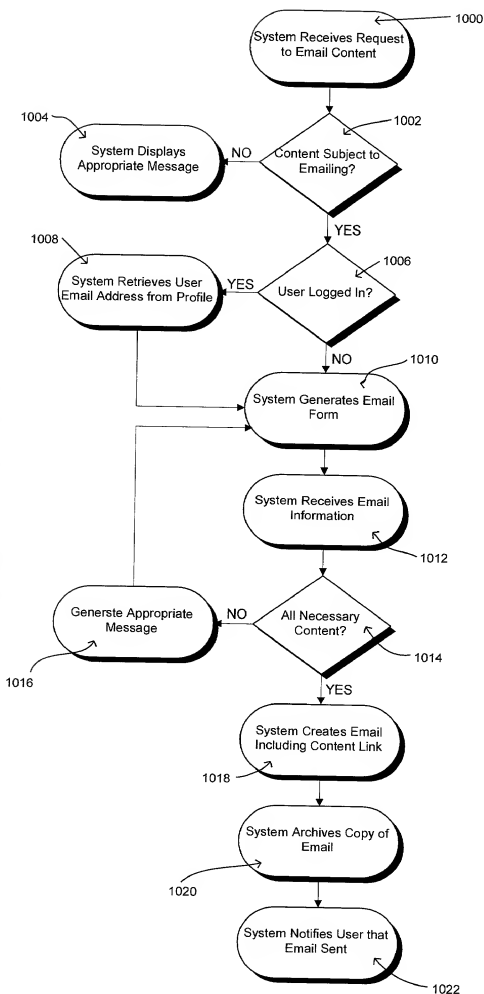 1000
System Receives Request
to Email Content
1004
1002
System Displays
Appropriate Message
NO
Content Subject to
Emailing?
YES
1008
1006
System Retrieves User
Email Address from Profile
YES
User Logged In?
NO
1010
System Generates Email
Form
System Receives Email
Information
1012
Generste Appropriate
Message
NO
All Necessary
Content?
1014
1016
YES
System Creates Email
Including Content Link
1018
System Archives Copy of
Email
1020
System Notifies User that
Email Sent
1022